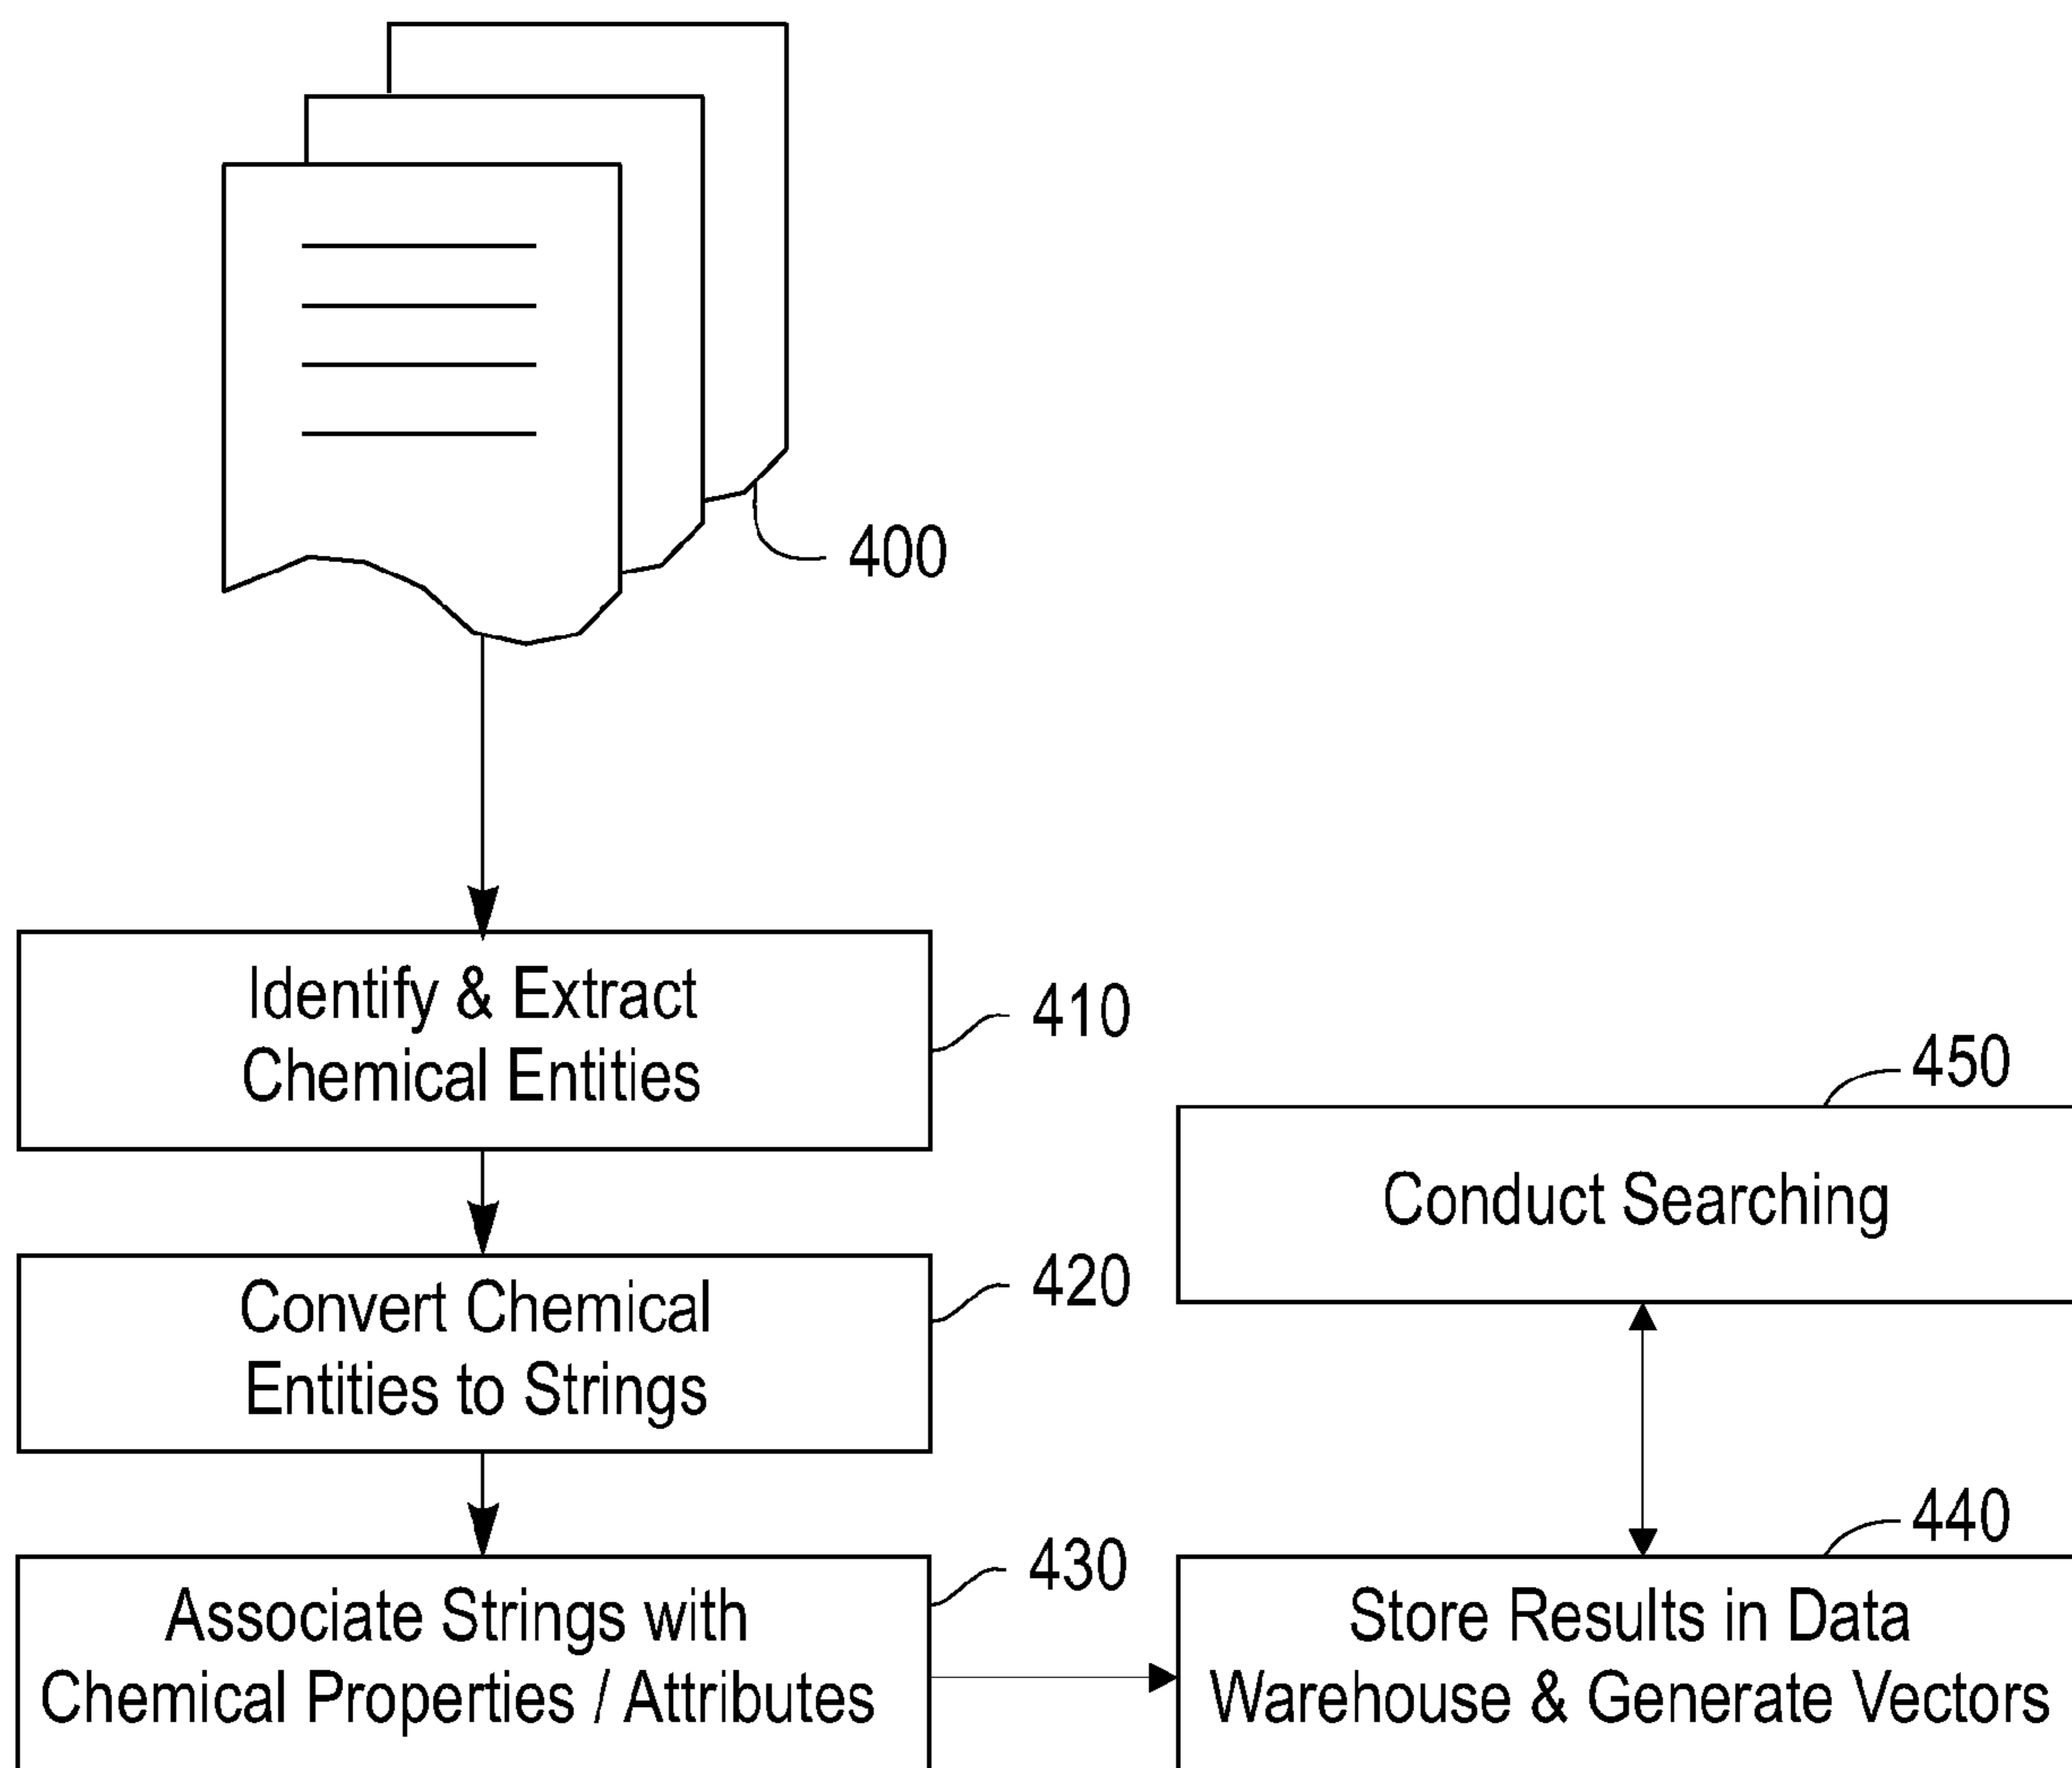 400
Identify & Extract
Chemical Entities
410
Convert Chemical
Entities to Strings
420
Associate Strings with
Chemical Properties / Attributes
430
450
Conduct Searching
440
Store Results in Data
Warehouse & Generate Vectors